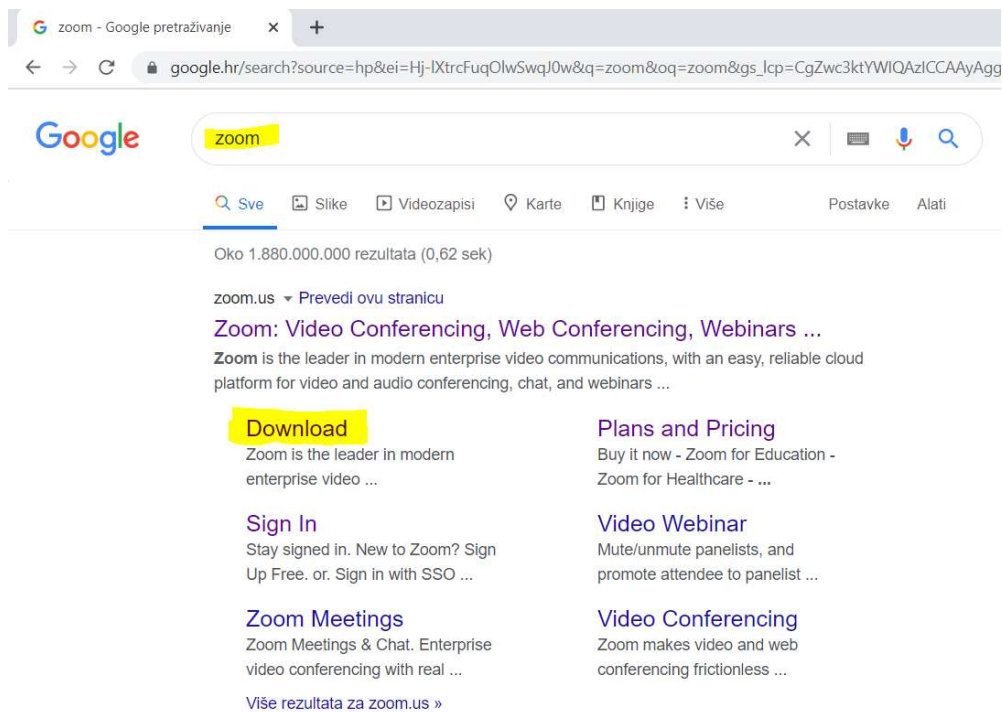 zoom - Google pretraživanje
google.hr/search?source=hp&ei=Hj-lXtrcFuqOlwSwqJ0w&q=zoom&oq=zoom&gs_lcp=CgZwc3ktYWIQAzICCAAyAgg
Google
zoom
Sve Slike Videozapisi Karte Knjige Više Postavke Alati
Oko 1.880.000.000 rezultata (0,62 sek)
zoom.us Prevedi ovu stranicu
Zoom: Video Conferencing, Web Conferencing, Webinars ...
Zoom is the leader in modern enterprise video communications, with an easy, reliable cloud
platform for video and audio conferencing, chat, and webinars ...
Download
Zoom is the leader in modern
enterprise video ...
Plans and Pricing
Buy it now - Zoom for Education -
Zoom for Healthcare - ...
Sign In
Stay signed in. New to Zoom? Sign
Up Free. or. Sign in with SSO ...
Video Webinar
Mute/unmute panelists, and
promote attendee to panelist ...
Zoom Meetings
Zoom Meetings & Chat. Enterprise
video conferencing with real ...
Video Conferencing
Zoom makes video and web
conferencing frictionless ...
Više rezultata za zoom.us »